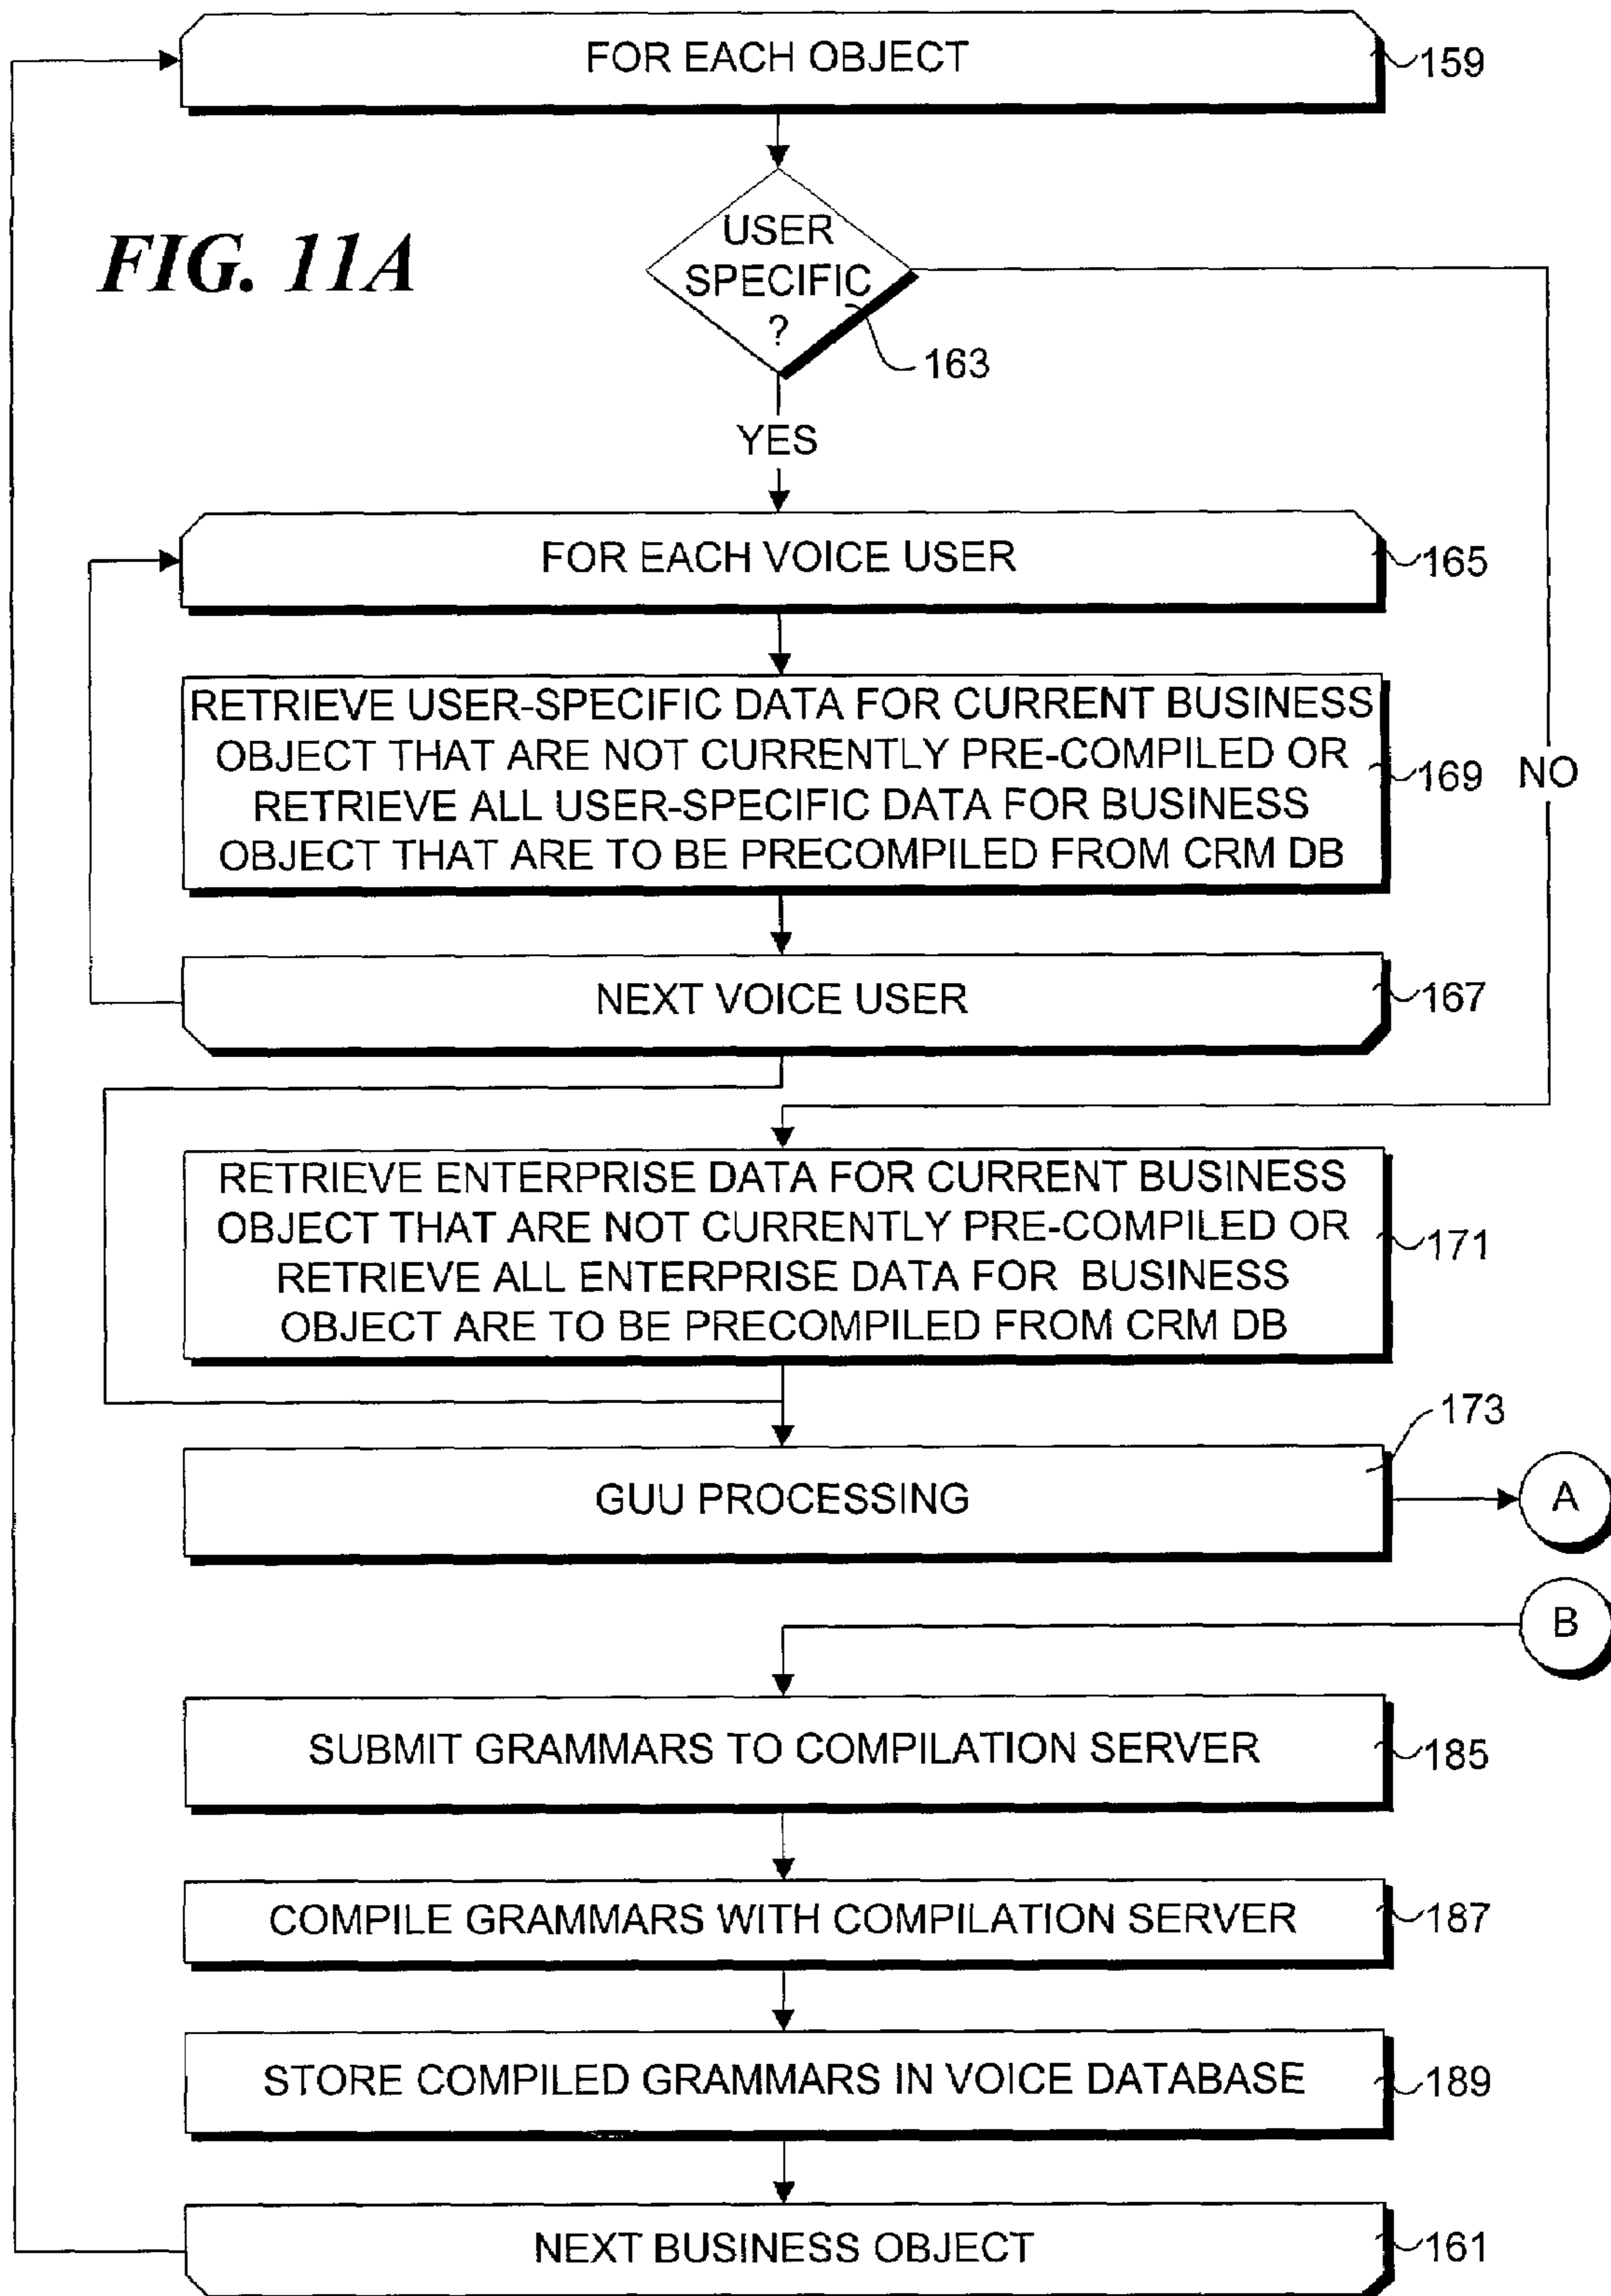 FOR EACH OBJECT
159
FIG. 11A
USER
SPECIFIC
?
163
YES
FOR EACH VOICE USER
165
RETRIEVE USER-SPECIFIC DATA FOR CURRENT BUSINESS
OBJECT THAT ARE NOT CURRENTLY PRE-COMPILED OR
RETRIEVE ALL USER-SPECIFIC DATA FOR BUSINESS
OBJECT THAT ARE TO BE PRECOMPILED FROM CRM DB
169
NO
NEXT VOICE USER
167
RETRIEVE ENTERPRISE DATA FOR CURRENT BUSINESS
OBJECT THAT ARE NOT CURRENTLY PRE-COMPILED OR
RETRIEVE ALL ENTERPRISE DATA FOR BUSINESS
OBJECT ARE TO BE PRECOMPILED FROM CRM DB
171
173
GUU PROCESSING
A
B
SUBMIT GRAMMARS TO COMPILATION SERVER
185
COMPILE GRAMMARS WITH COMPILATION SERVER
187
STORE COMPILED GRAMMARS IN VOICE DATABASE
189
NEXT BUSINESS OBJECT
161